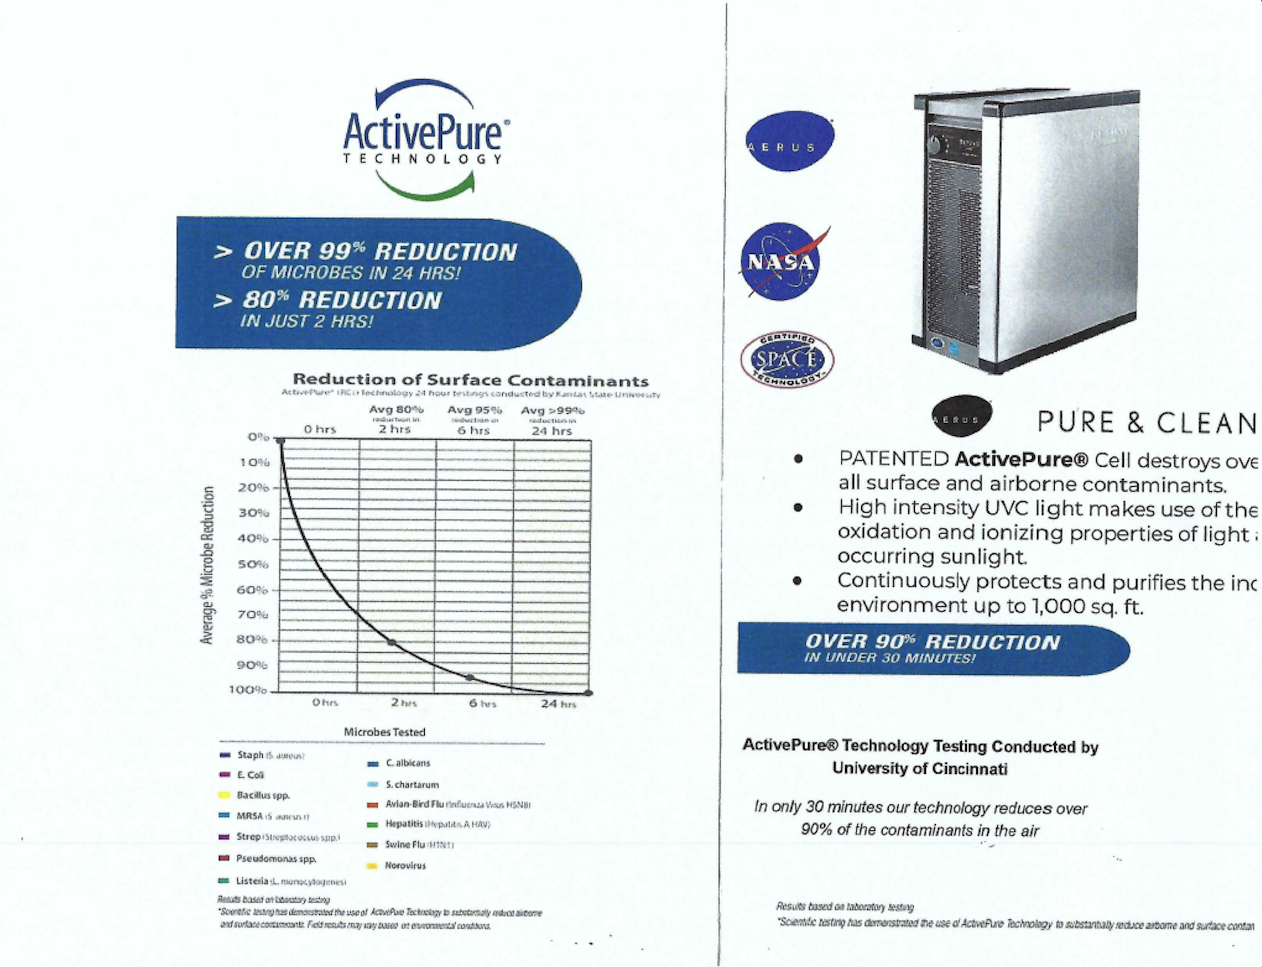 ActivePure®
TECHNOLOGY
> OVER 99% REDUCTION
OF MICROBES IN 24 HRS!
> 80% REDUCTION
IN JUST 2 HRS!
Reduction of Surface Contaminants
ActivePure® (RCI) Technology 24 hour testings conducted by Kansas State University
Avg 80% Avg 95% Avg >99%
reduction in reduction in reduction in
0 hrs 2 hrs 6 hrs 24 hrs
0%
10%
20%
30%
40%
50%
60%
70%
80%
90%
100%
Average % Microbe Reduction
0 hrs 2 hrs 6 hrs 24 hrs
Microbes Tested
Staph (S. aureus)
E. Coli
Bacillus spp.
MRSA (S. aureus r)
Strep (Streptococcus spp.)
Pseudomonas spp.
Listeria (L. monocytogenes)
C. albicans
S. chartarum
Avian-Bird Flu (Influenza Virus H5N8)
Hepatitis (Hepatitis A HAV)
Swine Flu (H1N1)
Norovirus
Results based on laboratory testing
*Scientific testing has demonstrated the use of ActivePure Technology to substantially reduce airborne
and surface contaminants. Field results may vary based on environmental conditions.
AERUS
NASA
CERTIFIED
SPACE
TECHNOLOGY
AERUS
PURE & CLEAN
• PATENTED ActivePure® Cell destroys ove
all surface and airborne contaminants.
• High intensity UVC light makes use of the
oxidation and ionizing properties of light
occurring sunlight.
• Continuously protects and purifies the inc
environment up to 1,000 sq. ft.
OVER 90% REDUCTION
IN UNDER 30 MINUTES!
ActivePure® Technology Testing Conducted by
University of Cincinnati
In only 30 minutes our technology reduces over
90% of the contaminants in the air
Results based on laboratory testing
*Scientific testing has demonstrated the use of ActivePure Technology to substantially reduce airborne and surface contan